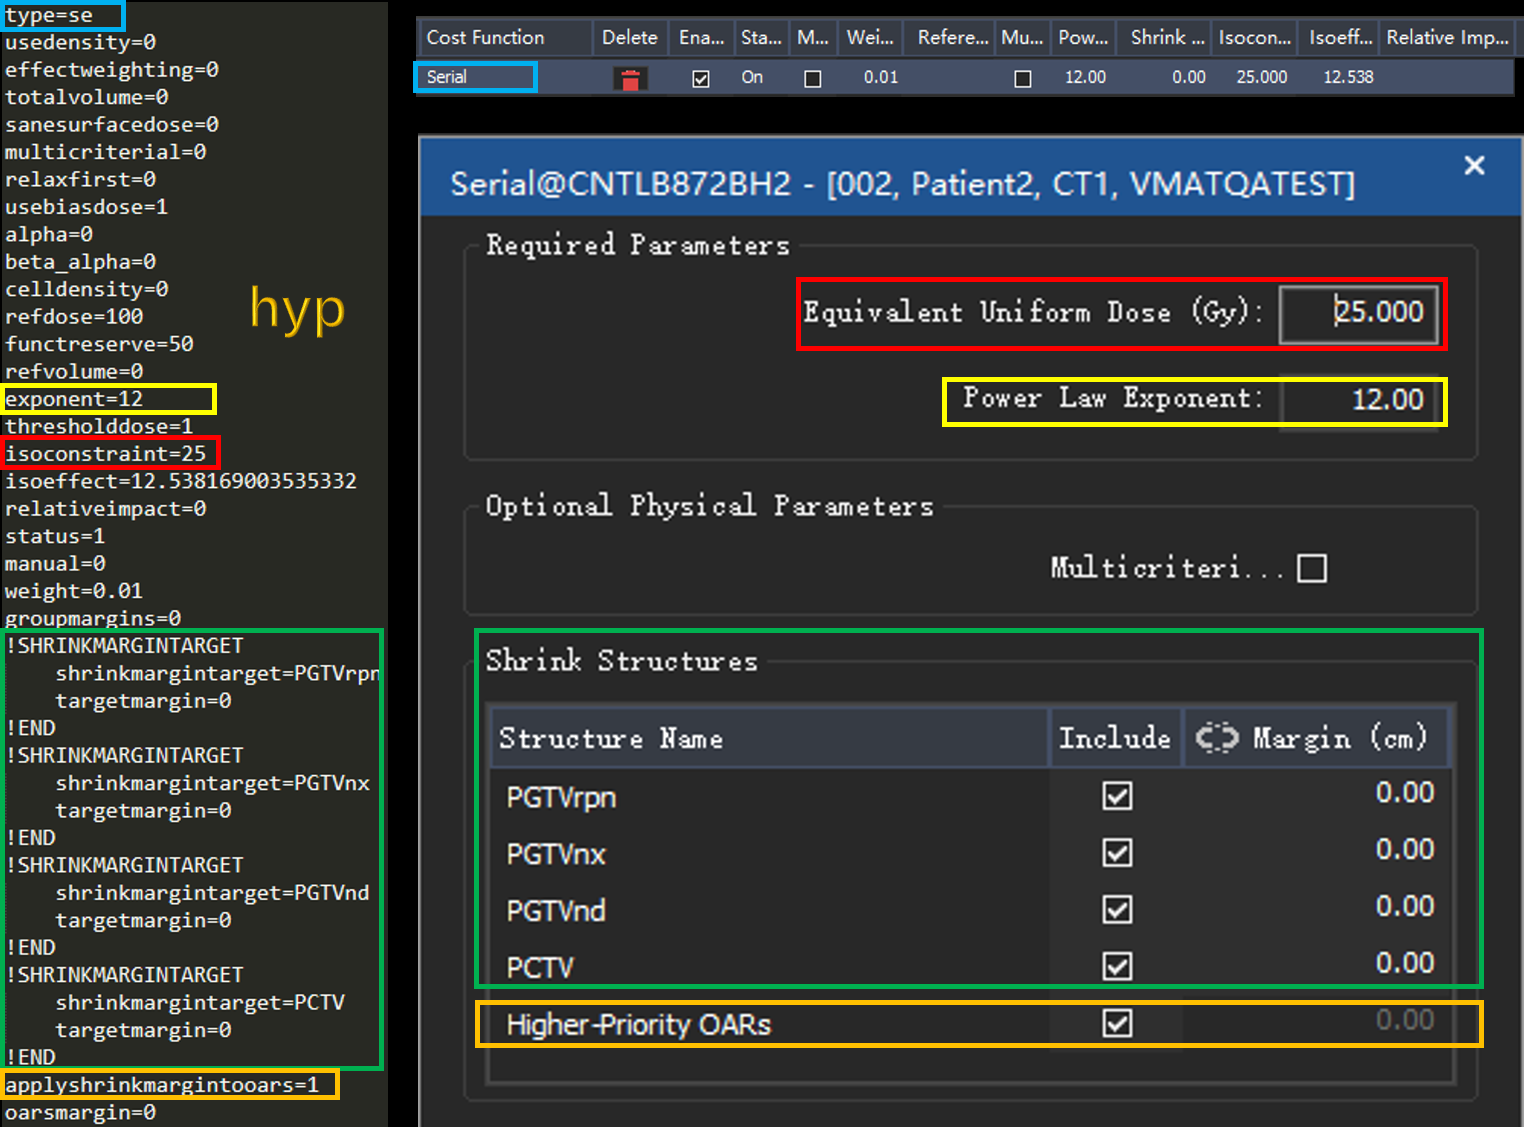 type=se
usedensity=0
effectweighting=0
totalvolume=0
sanesurfacedose=0
multicriterial=0
relaxfirst=0
usebiasdose=1
alpha=0
beta_alpha=0
celldensity=0
refdose=100
functreserve=50
refvolume=0
exponent=12
thresholddose=1
isoconstraint=25
isoeffect=12.538169003535332
relativeimpact=0
status=1
manual=0
weight=0.01
groupmargins=0
!SHRINKMARGINTARGET
shrinkmargintarget=PGTVrpn
targetmargin=0
!END
!SHRINKMARGINTARGET
shrinkmargintarget=PGTVnx
targetmargin=0
!END
!SHRINKMARGINTARGET
shrinkmargintarget=PGTVnd
targetmargin=0
!END
!SHRINKMARGINTARGET
shrinkmargintarget=PCTV
targetmargin=0
!END
applyshrinkmargintooars=1
oarsmargin=0
hyp
Cost Function Delete Ena... Sta... M... Wei... Refere... Mu... Pow... Shrink ... Isocon... Isoeff... Relative Imp...
Serial On 0.01 12.00 0.00 25.000 12.538
Serial@CNTLB872BH2 - [002, Patient2, CT1, VMATQATEST]
Required Parameters
Equivalent Uniform Dose (Gy): 25.000
Power Law Exponent: 12.00
Optional Physical Parameters
Multicriteri...
Shrink Structures
Structure Name Include Margin (cm)
PGTVrpn 0.00
PGTVnx 0.00
PGTVnd 0.00
PCTV 0.00
Higher-Priority OARs 0.00